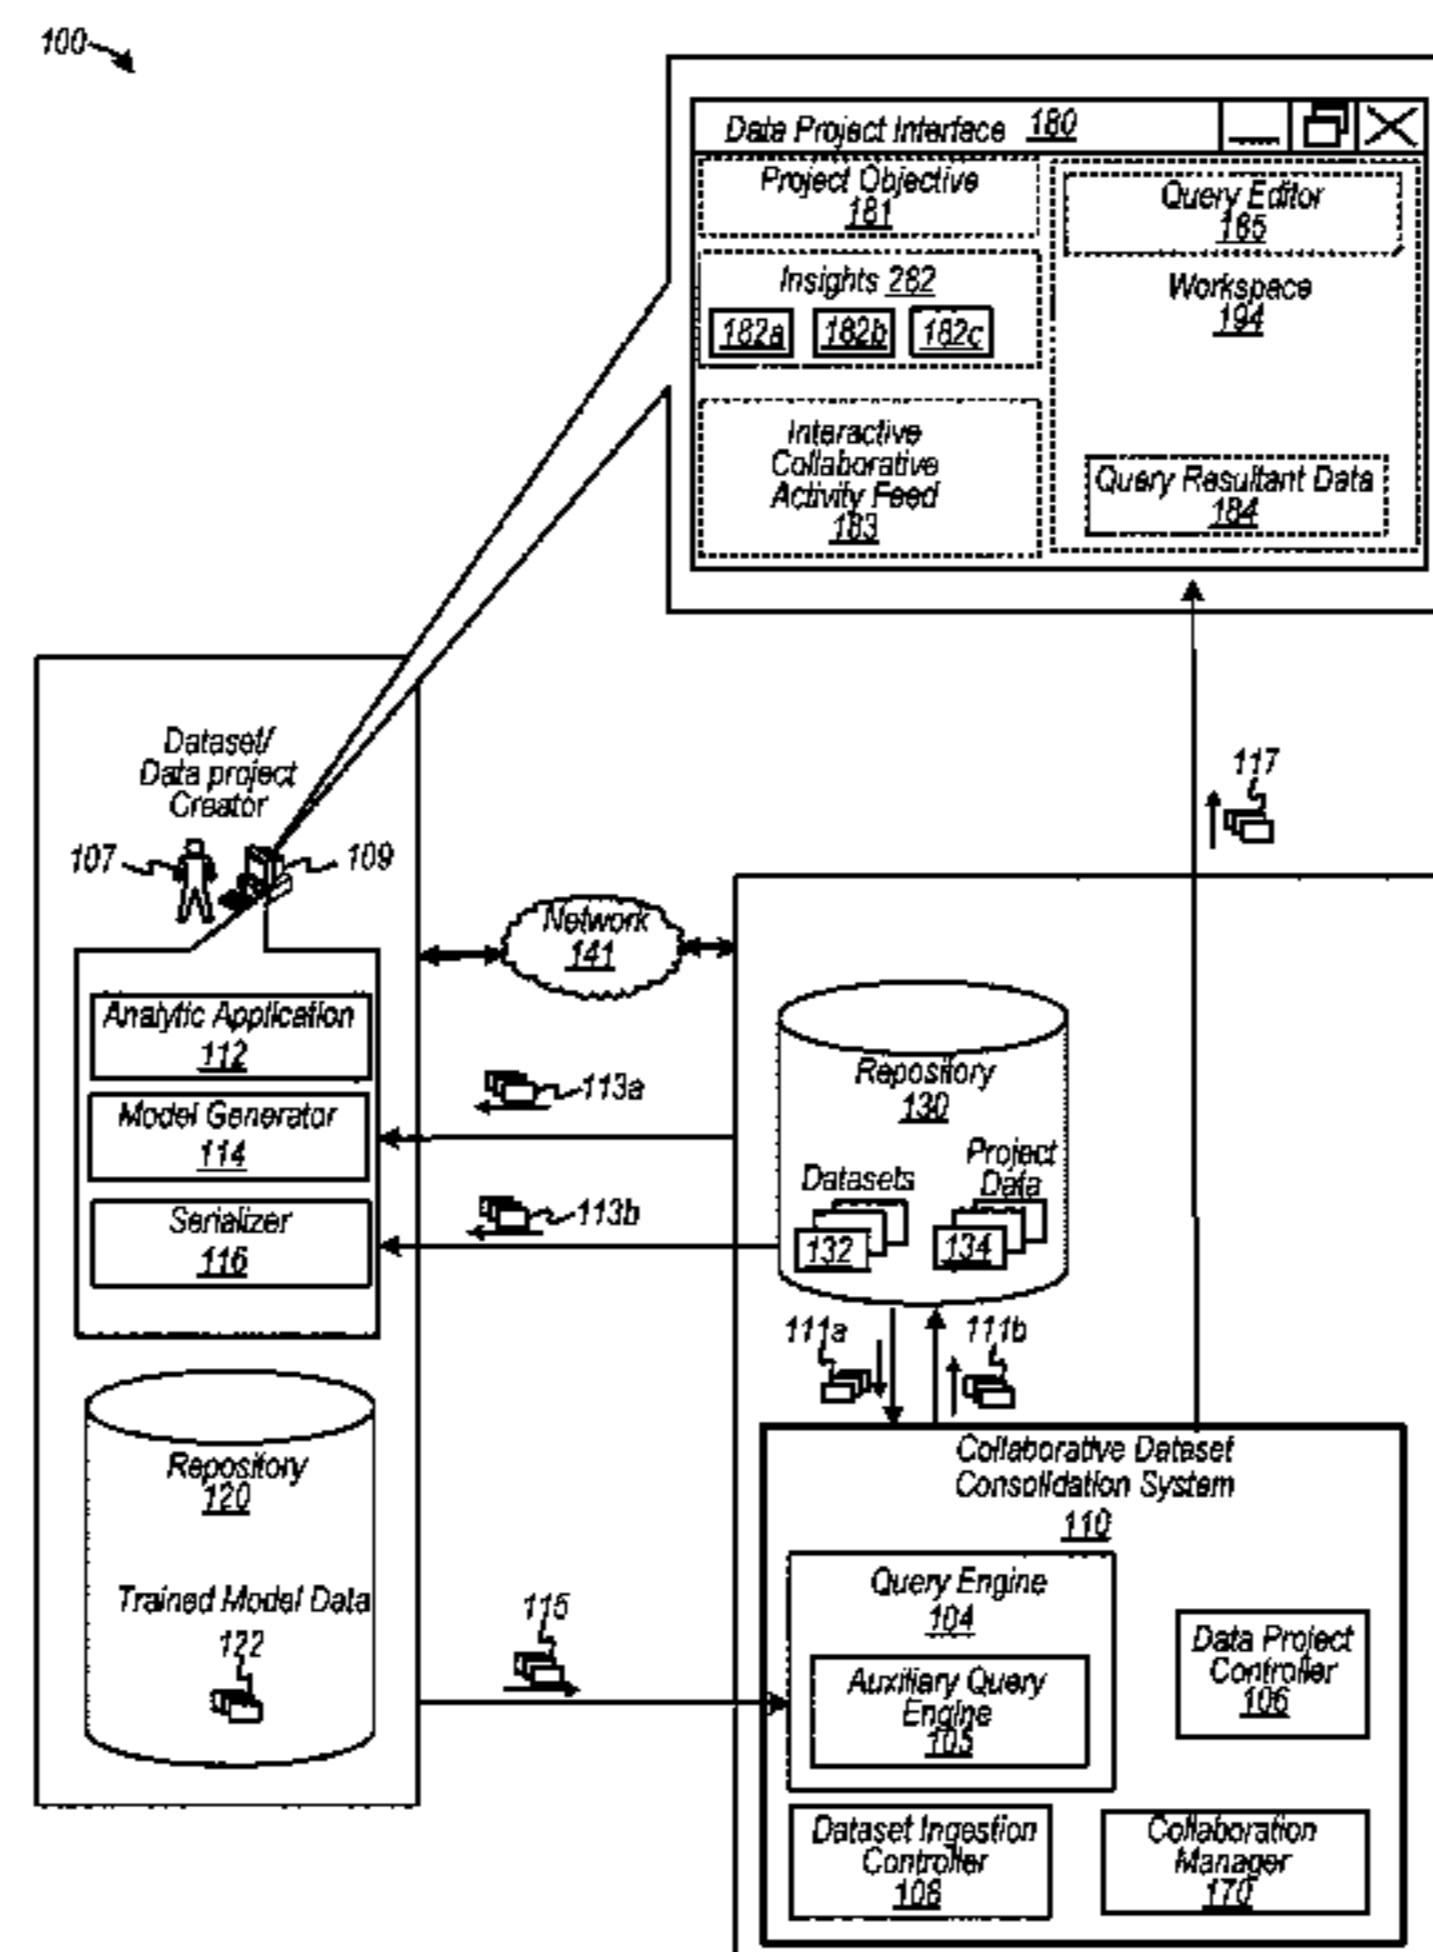 100
Data Project Interface 180
Project Objective
181
Insights 282
182a 182b 182c
Interactive
Collaborative
Activity Feed
183
Query Editor
185
Workspace
194
Query Resultant Data
184
Dataset/
Data project
Creator
107
109
Analytic Application
112
Model Generator
114
Serializer
116
Repository
120
Trained Model Data
122
Network
141
113a
113b
115
117
Repository
130
Datasets
132
Project
Data
134
111a
111b
Collaborative Dataset
Consolidation System
110
Query Engine
104
Auxiliary Query
Engine
105
Data Project
Controller
106
Dataset Ingestion
Controller
108
Collaboration
Manager
170